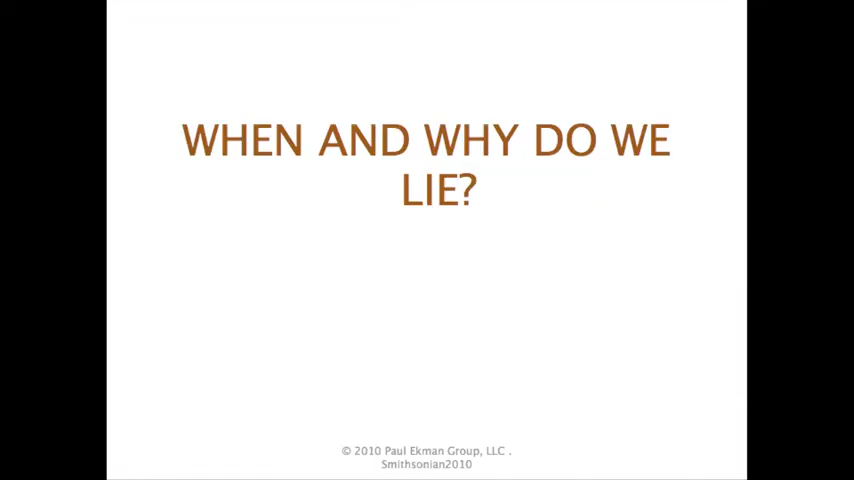 WHEN AND WHY DO WE
LIE?
© 2010 Paul Ekman Group, LLC .
Smithsonian2010